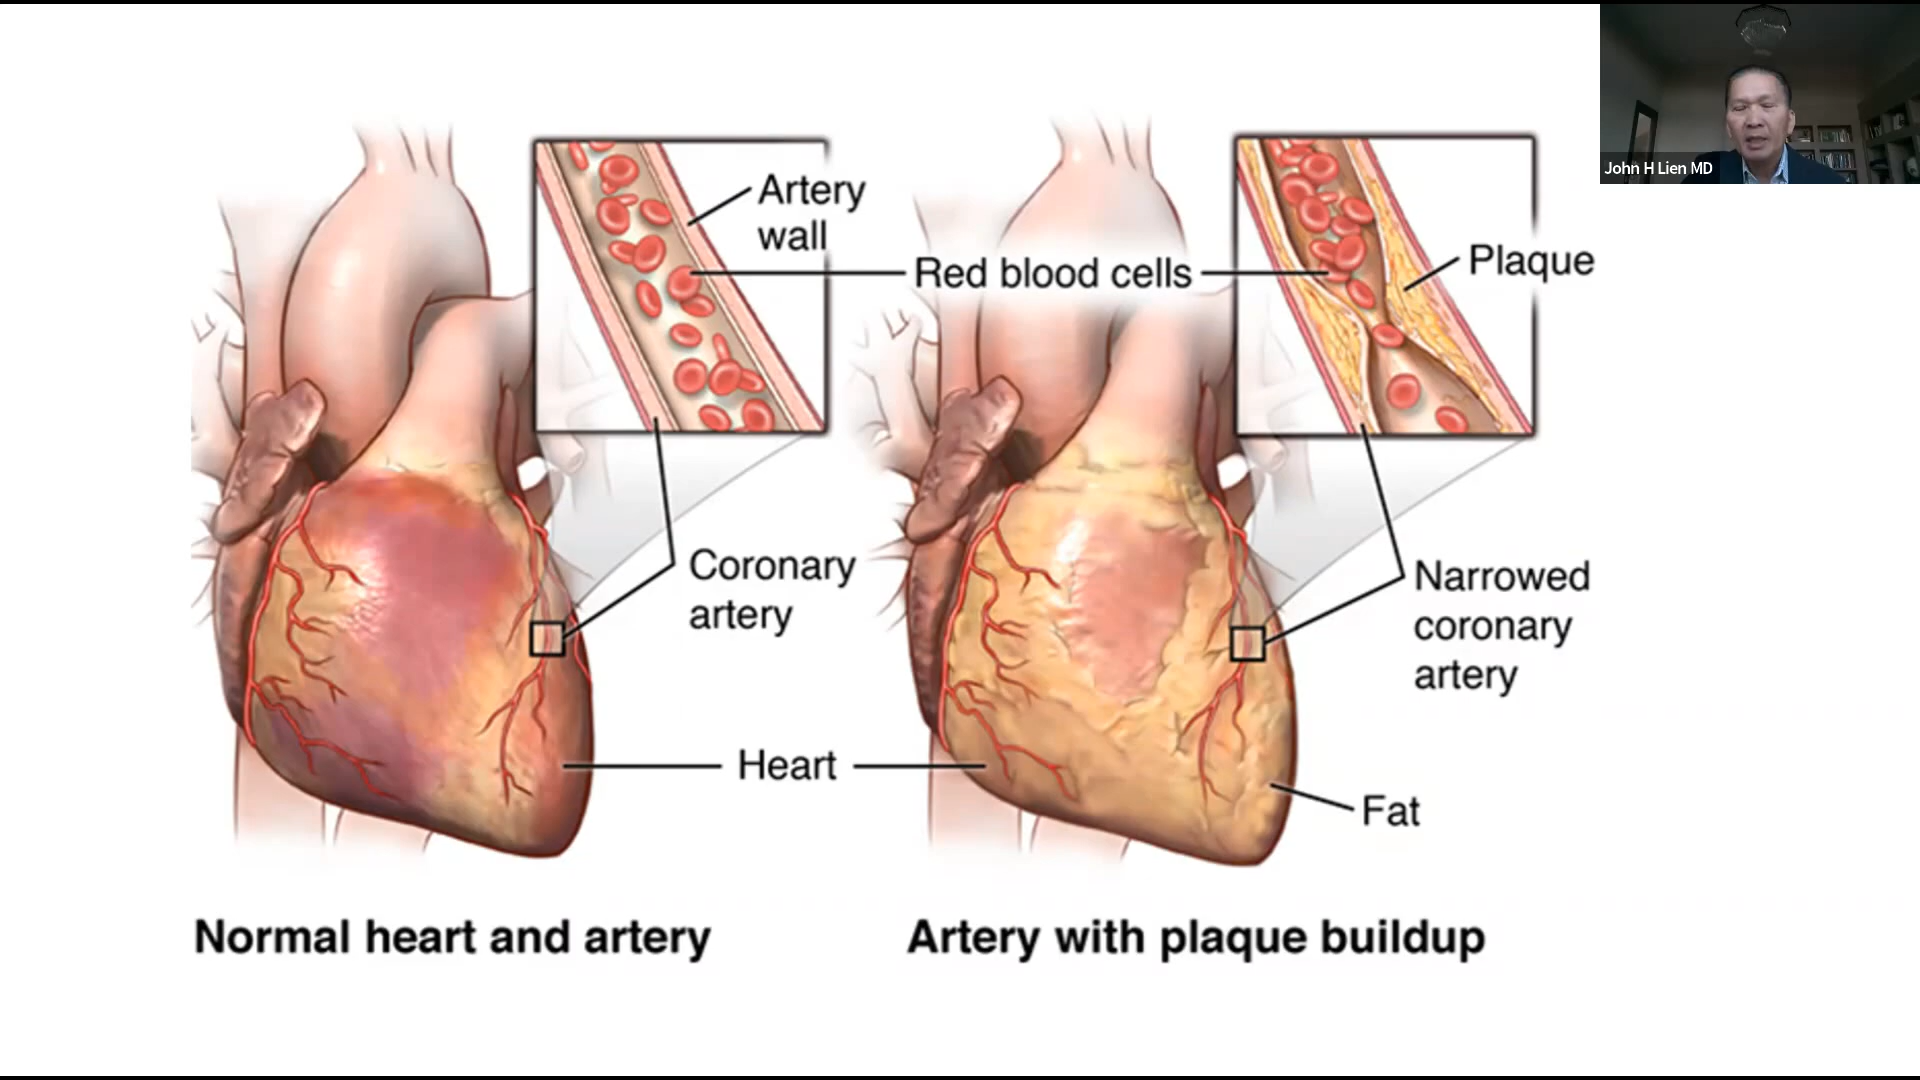 John H Lien MD
Artery
wall
Red blood cells
Plaque
Coronary
artery
Narrowed
coronary
artery
Heart
Fat
Normal heart and artery
Artery with plaque buildup